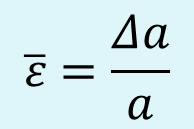 ε̅ = Δa / a